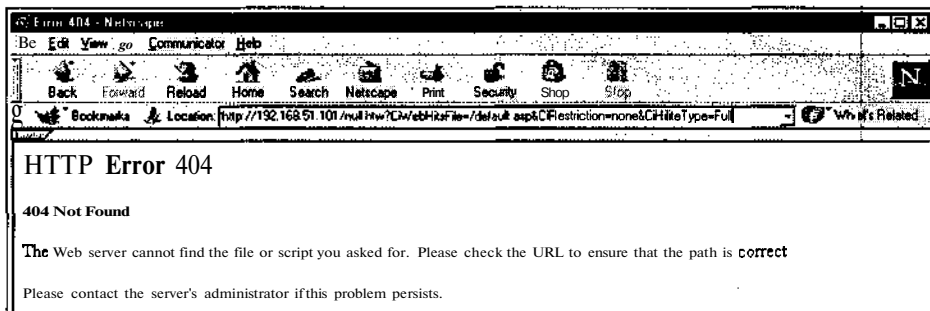 Error 404 - Netscape
Be Edit View go Communicator Help
Back Forward Reload Home Search Netscape Print Security Shop Stop
N
Bookmarks Location: http://192.168.51.101/null.htw?CiWebHitsFile=/default.asp&CiRestriction=none&CiHiliteType=Full What's Related
HTTP Error 404
404 Not Found
The Web server cannot find the file or script you asked for. Please check the URL to ensure that the path is correct
Please contact the server's administrator if this problem persists.